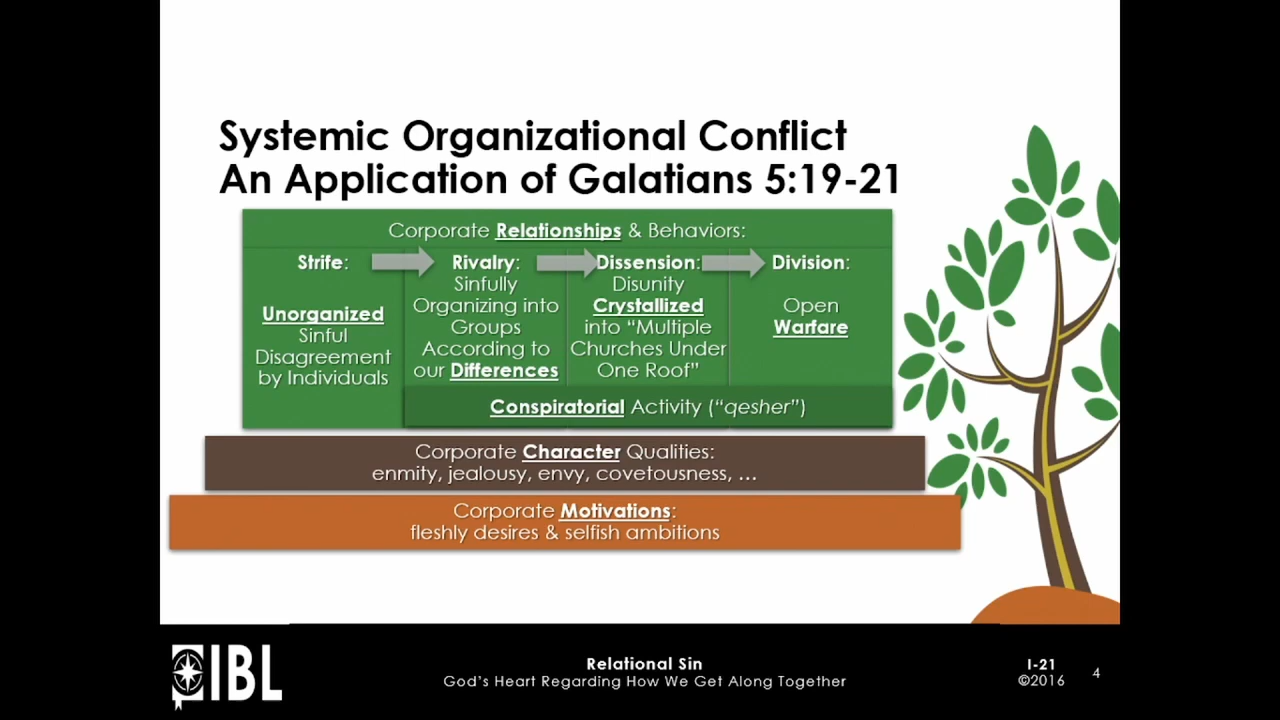 Systemic Organizational Conflict
An Application of Galatians 5:19-21
Corporate Relationships & Behaviors:
Strife:
Unorganized
Sinful
Disagreement
by Individuals
Rivalry:
Sinfully
Organizing into
Groups
According to
our Differences
Dissension:
Disunity
Crystallized
into “Multiple
Churches Under
One Roof”
Division:
Open
Warfare
Conspiratorial Activity (“qesher”)
Corporate Character Qualities:
enmity, jealousy, envy, covetousness, …
Corporate Motivations:
fleshly desires & selfish ambitions
IBL
Relational Sin
God’s Heart Regarding How We Get Along Together
I-21
©2016
4